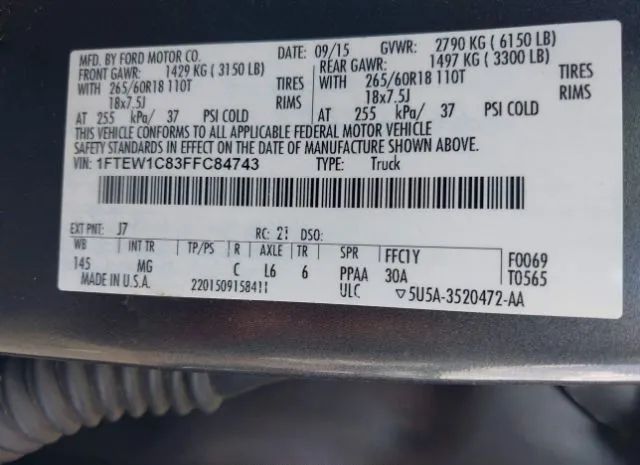 MFD. BY FORD MOTOR CO. DATE: 09/15 GVWR: 2790 KG (6150 LB)
FRONT GAWR: 1429 KG (3150 LB) REAR GAWR: 1497 KG (3300 LB)
WITH 265/60R18 110T TIRES WITH 265/60R18 110T TIRES
18x7.5J RIMS 18x7.5J RIMS
AT 255 kPa/ 37 PSI COLD AT 255 kPa/ 37 PSI COLD
THIS VEHICLE CONFORMS TO ALL APPLICABLE FEDERAL MOTOR VEHICLE
SAFETY STANDARDS IN EFFECT ON THE DATE OF MANUFACTURE SHOWN ABOVE.
VIN: 1FTEW1C83FFC84743 TYPE: Truck
EXT PNT: J7 RC: 21 DSO:
WB INT TR TP/PS R AXLE TR SPR FFC1Y F0069
145 MG C L6 6 PPAA 30A T0565
MADE IN U.S.A. 2201509158411 ULC ▽5U5A-3520472-AA